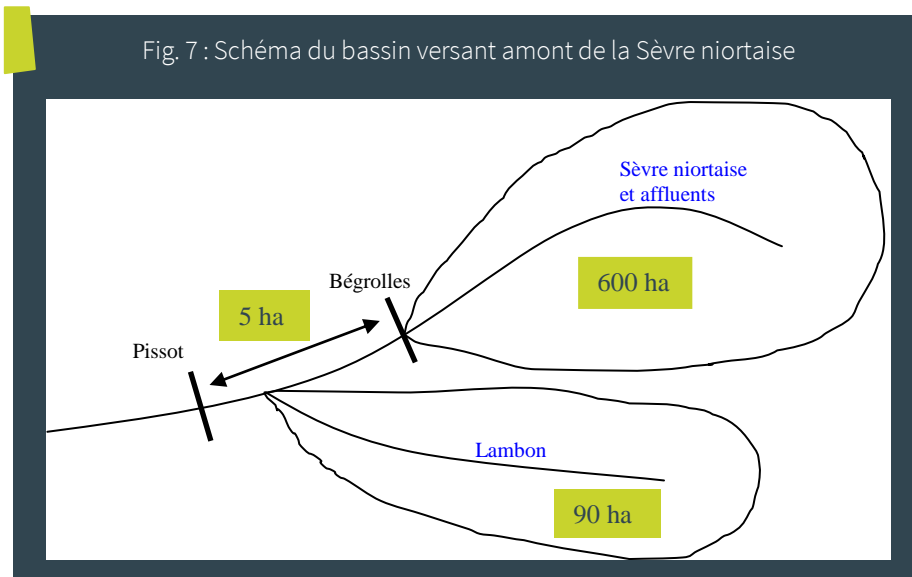 Fig. 7 : Schéma du bassin versant amont de la Sèvre niortaise
Sèvre niortaise
et affluents
600 ha
Bégrolles
5 ha
Pissot
Lambon
90 ha